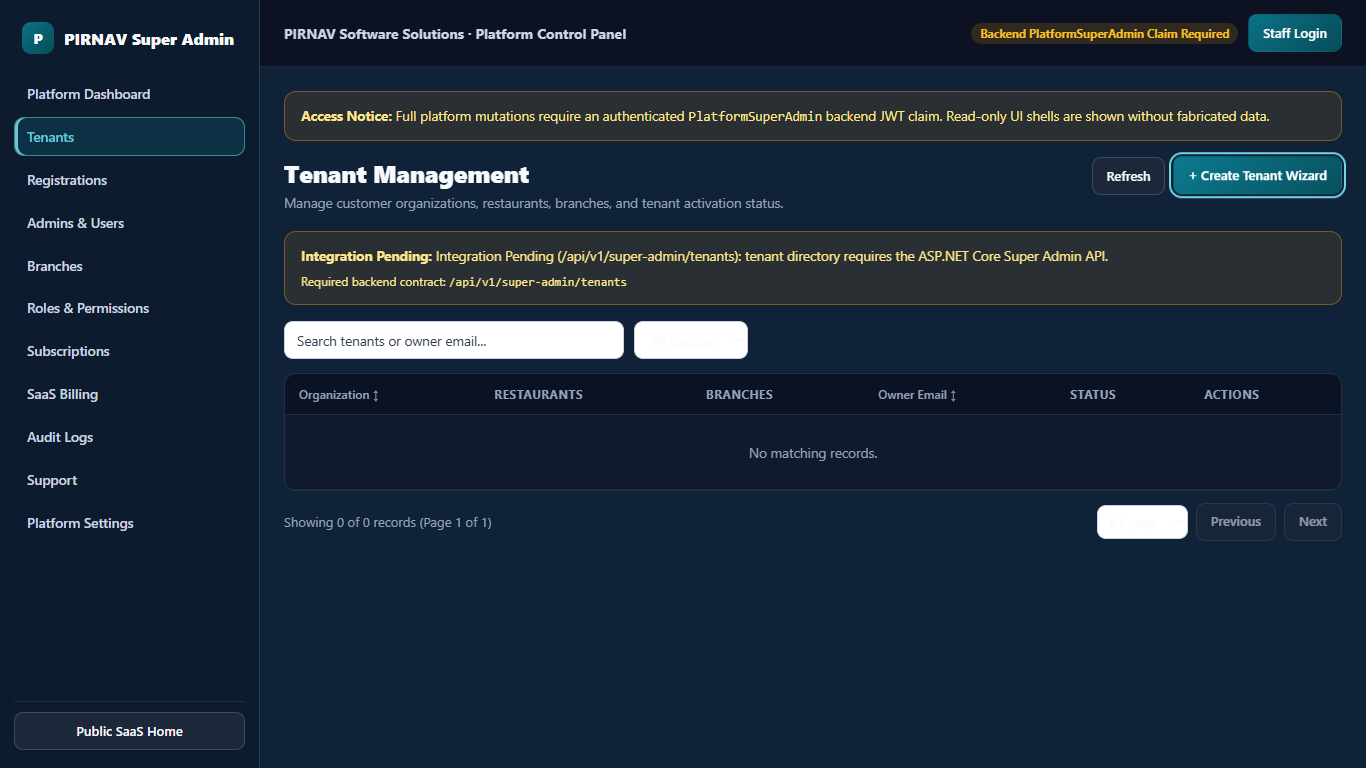 P PIRNAV Super Admin
PIRNAV Software Solutions · Platform Control Panel
Backend PlatformSuperAdmin Claim Required
Staff Login
Platform Dashboard
Tenants
Registrations
Admins & Users
Branches
Roles & Permissions
Subscriptions
SaaS Billing
Audit Logs
Support
Platform Settings
Public SaaS Home
Access Notice: Full platform mutations require an authenticated PlatformSuperAdmin backend JWT claim. Read-only UI shells are shown without fabricated data.
Tenant Management
Manage customer organizations, restaurants, branches, and tenant activation status.
Refresh
+ Create Tenant Wizard
Integration Pending: Integration Pending (/api/v1/super-admin/tenants): tenant directory requires the ASP.NET Core Super Admin API.
Required backend contract: /api/v1/super-admin/tenants
Search tenants or owner email...
Organization ↕ RESTAURANTS BRANCHES Owner Email ↕ STATUS ACTIONS
No matching records.
Showing 0 of 0 records (Page 1 of 1)
Previous
Next